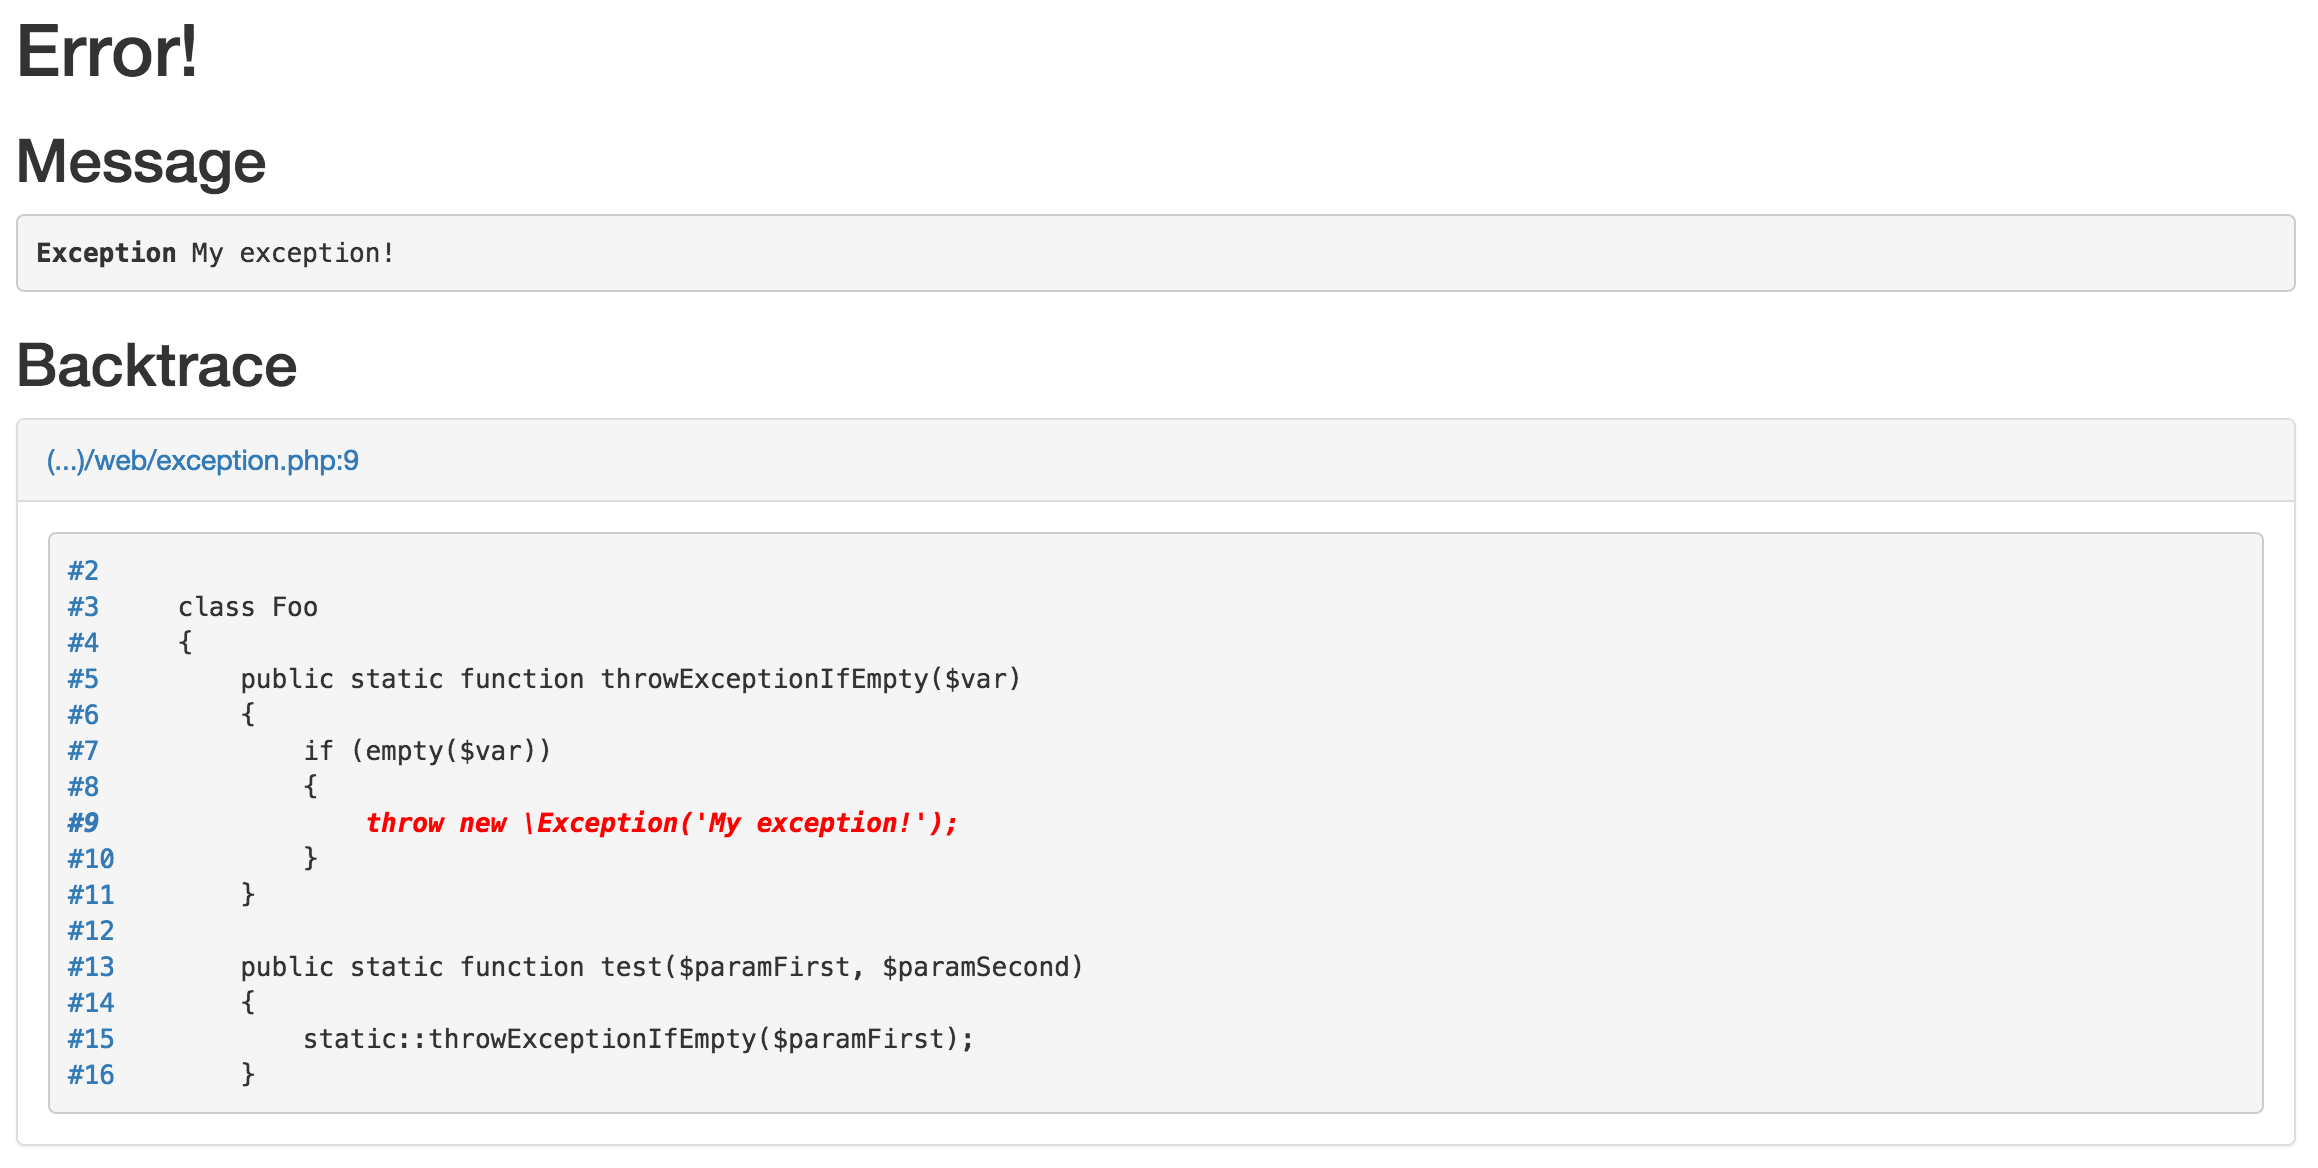 Error!
Message
Exception My exception!
Backtrace
(...)/web/exception.php:9
#2
#3     class Foo
#4     {
#5         public static function throwExceptionIfEmpty($var)
#6         {
#7             if (empty($var))
#8             {
#9                 throw new \Exception('My exception!');
#10            }
#11        }
#12
#13        public static function test($paramFirst, $paramSecond)
#14        {
#15            static::throwExceptionIfEmpty($paramFirst);
#16        }